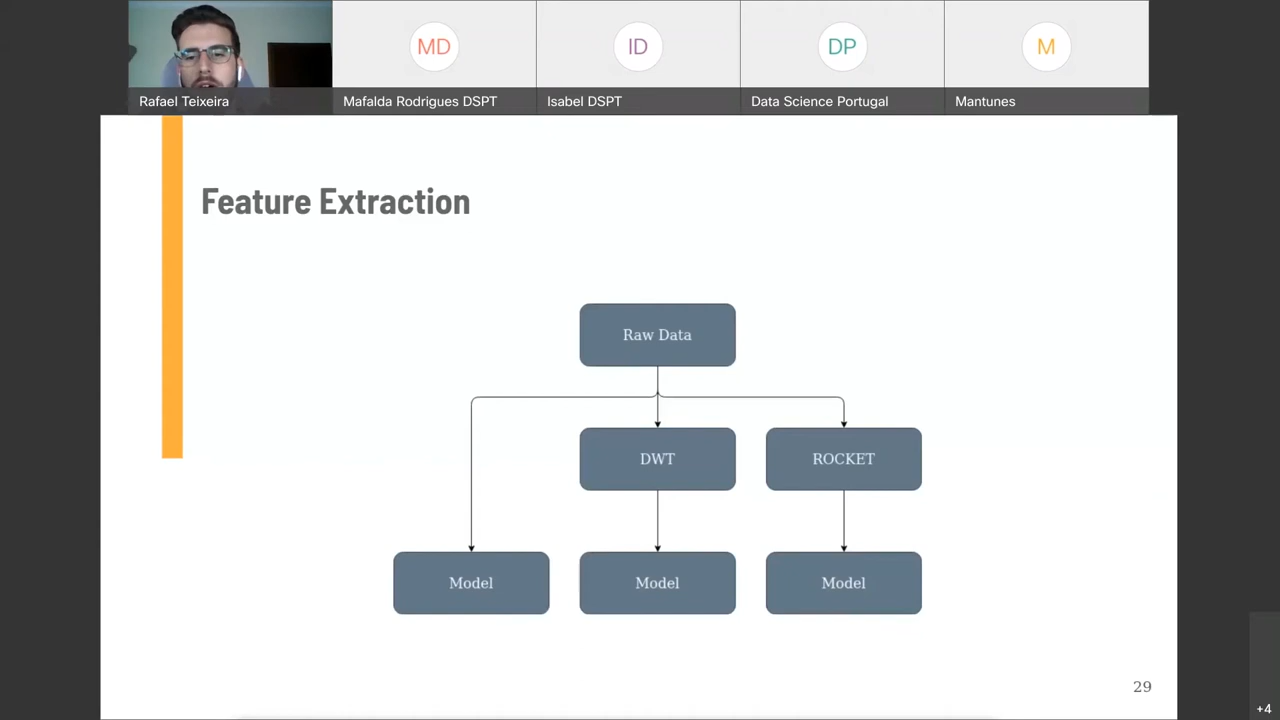 MD
ID
DP
M
Rafael Teixeira
Mafalda Rodrigues DSPT
Isabel DSPT
Data Science Portugal
Mantunes
Feature Extraction
Raw Data
DWT
ROCKET
Model
Model
Model
29
+4